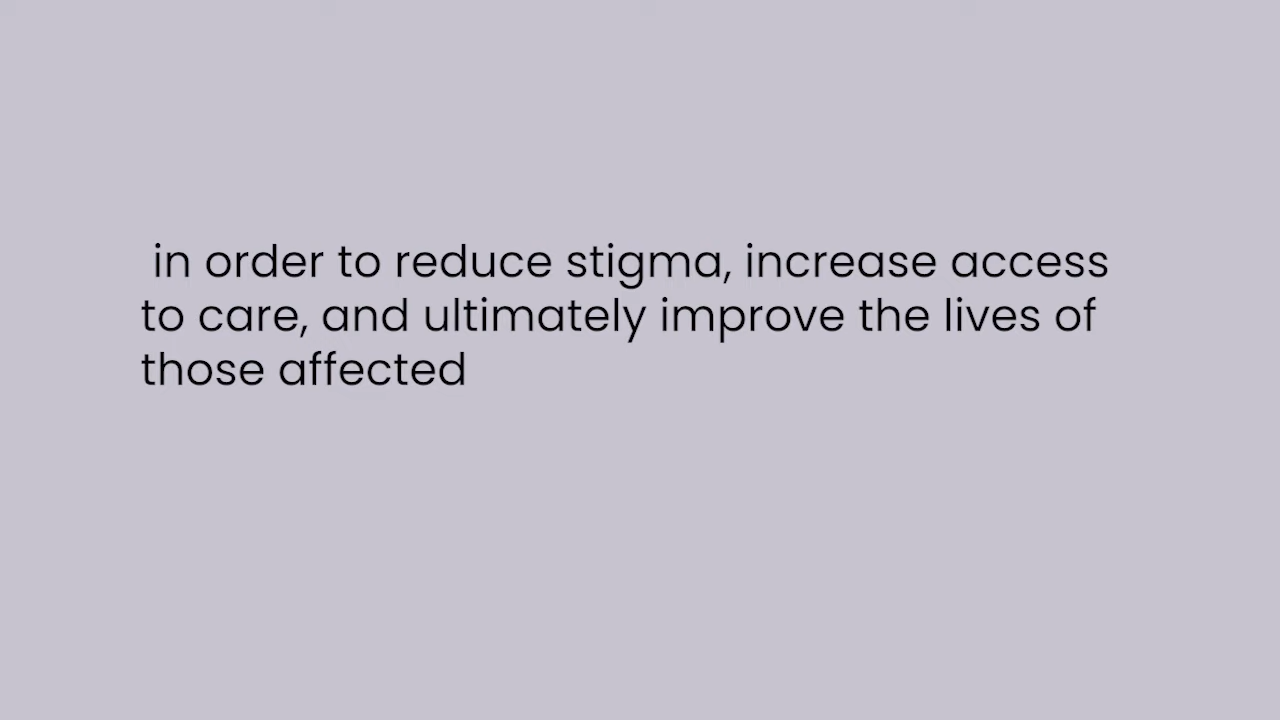 in order to reduce stigma, increase access
to care, and ultimately improve the lives of
those affected